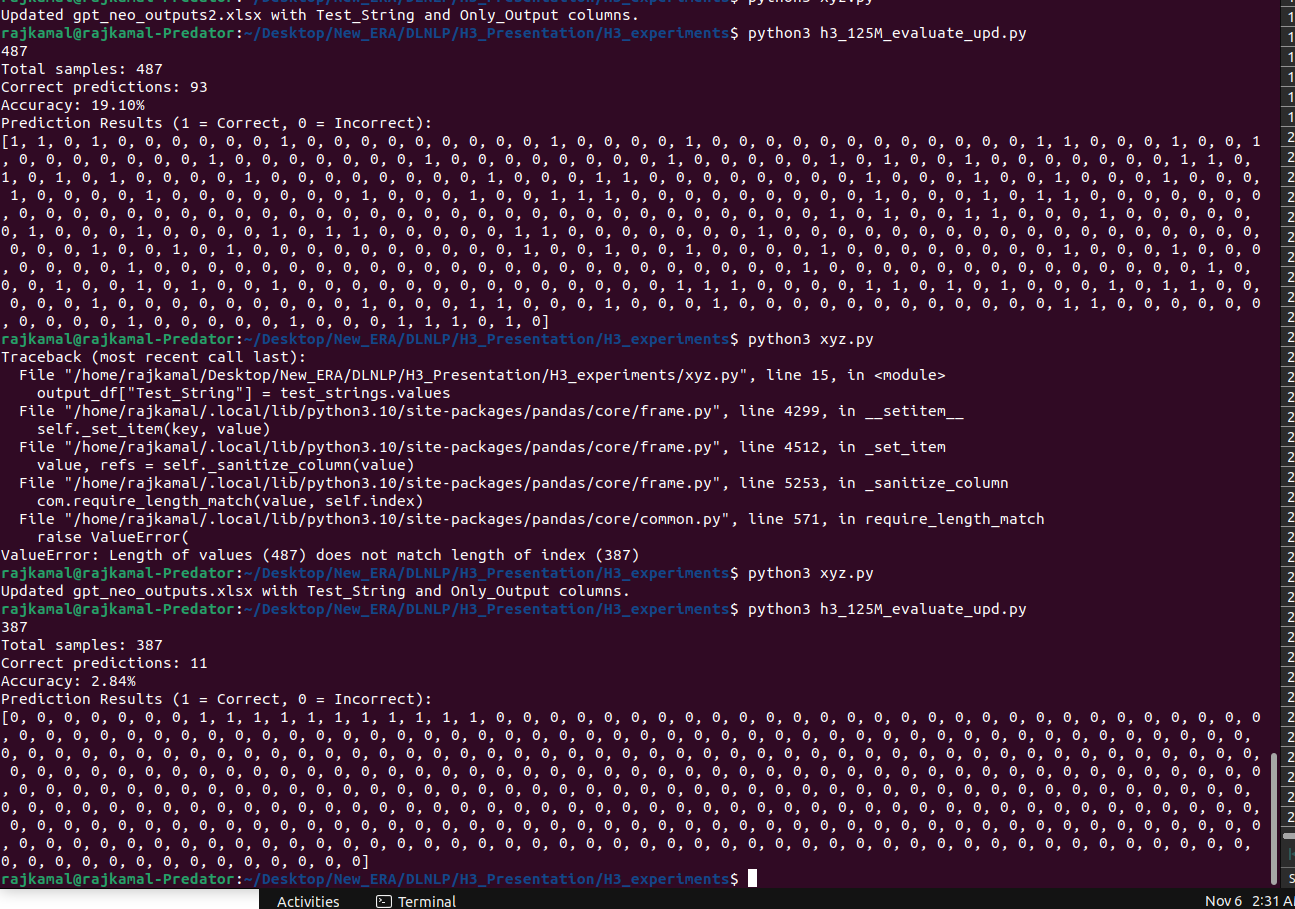 Updated gpt_neo_outputs2.xlsx with Test_String and Only_Output columns.
rajkamal@rajkamal-Predator:~/Desktop/New_ERA/DLNLP/H3_Presentation/H3_experiments$ python3 h3_125M_evaluate_upd.py
487
Total samples: 487
Correct predictions: 93
Accuracy: 19.10%
Prediction Results (1 = Correct, 0 = Incorrect):
[1, 1, 0, 1, 0, 0, 0, 0, 0, 0, 1, 0, 0, 0, 0, 0, 0, 0, 0, 0, 1, 0, 0, 0, 0, 1, 0, 0, 0, 0, 0, 0, 0, 0, 0, 0, 0, 0, 1, 1, 0, 0, 0, 1, 0, 0, 1
, 0, 0, 0, 0, 0, 0, 0, 1, 0, 0, 0, 0, 0, 0, 0, 1, 0, 0, 0, 0, 0, 0, 0, 0, 1, 0, 0, 0, 0, 0, 1, 0, 1, 0, 0, 1, 0, 0, 0, 0, 0, 0, 0, 1, 1, 0,
1, 0, 1, 0, 1, 0, 0, 0, 0, 1, 0, 0, 0, 0, 0, 0, 0, 0, 1, 0, 0, 0, 1, 1, 0, 0, 0, 0, 0, 0, 0, 0, 1, 0, 0, 0, 1, 0, 0, 1, 0, 0, 0, 1, 0, 0, 0,
 1, 0, 0, 0, 0, 1, 0, 0, 0, 0, 0, 0, 0, 1, 0, 0, 0, 1, 0, 0, 1, 1, 1, 0, 0, 0, 0, 0, 0, 0, 0, 0, 1, 0, 0, 0, 1, 0, 1, 1, 0, 0, 0, 0, 0, 0, 0
, 0, 0, 0, 0, 0, 0, 0, 0, 0, 0, 0, 0, 0, 0, 0, 0, 0, 0, 0, 0, 0, 0, 0, 0, 0, 0, 0, 0, 0, 0, 1, 0, 1, 0, 0, 1, 1, 0, 0, 0, 1, 0, 0, 0, 0, 0,
0, 1, 0, 0, 0, 1, 0, 0, 0, 0, 1, 0, 1, 1, 0, 0, 0, 0, 0, 1, 1, 0, 0, 0, 0, 0, 0, 0, 1, 0, 0, 0, 0, 0, 0, 0, 0, 0, 0, 0, 0, 0, 0, 0, 0, 0, 0,
 0, 0, 0, 1, 0, 0, 1, 0, 1, 0, 0, 0, 0, 0, 0, 0, 0, 0, 0, 1, 0, 0, 1, 0, 0, 1, 0, 0, 0, 0, 1, 0, 0, 0, 0, 0, 0, 0, 0, 1, 0, 0, 0, 1, 0, 0, 0
, 0, 0, 0, 0, 1, 0, 0, 0, 0, 0, 0, 0, 0, 0, 0, 0, 0, 0, 0, 0, 0, 0, 0, 0, 0, 0, 0, 0, 0, 1, 0, 0, 0, 0, 0, 0, 0, 0, 0, 0, 0, 0, 0, 0, 1, 0,
0, 0, 1, 0, 0, 1, 0, 1, 0, 0, 1, 0, 0, 0, 0, 0, 0, 0, 0, 0, 0, 0, 0, 0, 0, 1, 1, 1, 0, 0, 0, 0, 1, 1, 0, 1, 0, 1, 0, 0, 0, 1, 0, 1, 1, 0, 0,
 0, 0, 0, 1, 0, 0, 0, 0, 0, 0, 0, 0, 0, 1, 0, 0, 0, 1, 1, 0, 0, 0, 1, 0, 0, 0, 1, 0, 0, 0, 0, 0, 0, 0, 0, 0, 0, 0, 0, 1, 1, 0, 0, 0, 0, 0, 0
, 0, 0, 0, 0, 1, 0, 0, 0, 0, 0, 1, 0, 0, 0, 1, 1, 1, 0, 1, 0]
rajkamal@rajkamal-Predator:~/Desktop/New_ERA/DLNLP/H3_Presentation/H3_experiments$ python3 xyz.py
Traceback (most recent call last):
  File "/home/rajkamal/Desktop/New_ERA/DLNLP/H3_Presentation/H3_experiments/xyz.py", line 15, in <module>
    output_df["Test_String"] = test_strings.values
  File "/home/rajkamal/.local/lib/python3.10/site-packages/pandas/core/frame.py", line 4299, in __setitem__
    self._set_item(key, value)
  File "/home/rajkamal/.local/lib/python3.10/site-packages/pandas/core/frame.py", line 4512, in _set_item
    value, refs = self._sanitize_column(value)
  File "/home/rajkamal/.local/lib/python3.10/site-packages/pandas/core/frame.py", line 5253, in _sanitize_column
    com.require_length_match(value, self.index)
  File "/home/rajkamal/.local/lib/python3.10/site-packages/pandas/core/common.py", line 571, in require_length_match
    raise ValueError(
ValueError: Length of values (487) does not match length of index (387)
rajkamal@rajkamal-Predator:~/Desktop/New_ERA/DLNLP/H3_Presentation/H3_experiments$ python3 xyz.py
Updated gpt_neo_outputs.xlsx with Test_String and Only_Output columns.
rajkamal@rajkamal-Predator:~/Desktop/New_ERA/DLNLP/H3_Presentation/H3_experiments$ python3 h3_125M_evaluate_upd.py
387
Total samples: 387
Correct predictions: 11
Accuracy: 2.84%
Prediction Results (1 = Correct, 0 = Incorrect):
[0, 0, 0, 0, 0, 0, 0, 1, 1, 1, 1, 1, 1, 1, 1, 1, 1, 1, 0, 0, 0, 0, 0, 0, 0, 0, 0, 0, 0, 0, 0, 0, 0, 0, 0, 0, 0, 0, 0, 0, 0, 0, 0, 0, 0, 0, 0
, 0, 0, 0, 0, 0, 0, 0, 0, 0, 0, 0, 0, 0, 0, 0, 0, 0, 0, 0, 0, 0, 0, 0, 0, 0, 0, 0, 0, 0, 0, 0, 0, 0, 0, 0, 0, 0, 0, 0, 0, 0, 0, 0, 0, 0, 0,
0, 0, 0, 0, 0, 0, 0, 0, 0, 0, 0, 0, 0, 0, 0, 0, 0, 0, 0, 0, 0, 0, 0, 0, 0, 0, 0, 0, 0, 0, 0, 0, 0, 0, 0, 0, 0, 0, 0, 0, 0, 0, 0, 0, 0, 0, 0,
 0, 0, 0, 0, 0, 0, 0, 0, 0, 0, 0, 0, 0, 0, 0, 0, 0, 0, 0, 0, 0, 0, 0, 0, 0, 0, 0, 0, 0, 0, 0, 0, 0, 0, 0, 0, 0, 0, 0, 0, 0, 0, 0, 0, 0, 0, 0
, 0, 0, 0, 0, 0, 0, 0, 0, 0, 0, 0, 0, 0, 0, 0, 0, 0, 0, 0, 0, 0, 0, 0, 0, 0, 0, 0, 0, 0, 0, 0, 0, 0, 0, 0, 0, 0, 0, 0, 0, 0, 0, 0, 0, 0, 0,
0, 0, 0, 0, 0, 0, 0, 0, 0, 0, 0, 0, 0, 0, 0, 0, 0, 0, 0, 0, 0, 0, 0, 0, 0, 0, 0, 0, 0, 0, 0, 0, 0, 0, 0, 0, 0, 0, 0, 0, 0, 0, 0, 0, 0, 0, 0,
 0, 0, 0, 0, 0, 0, 0, 0, 0, 0, 0, 0, 0, 0, 0, 0, 0, 0, 0, 0, 0, 0, 0, 0, 0, 0, 0, 0, 0, 0, 0, 0, 0, 0, 0, 0, 0, 0, 0, 0, 0, 0, 0, 0, 0, 0, 0
, 0, 0, 0, 0, 0, 0, 0, 0, 0, 0, 0, 0, 0, 0, 0, 0, 0, 0, 0, 0, 0, 0, 0, 0, 0, 0, 0, 0, 0, 0, 0, 0, 0, 0, 0, 0, 0, 0, 0, 0, 0, 0, 0, 0, 0, 0,
0, 0, 0, 0, 0, 0, 0, 0, 0, 0, 0, 0, 0, 0]
rajkamal@rajkamal-Predator:~/Desktop/New_ERA/DLNLP/H3_Presentation/H3_experiments$
Activities
Terminal
Nov 6 2:31 A